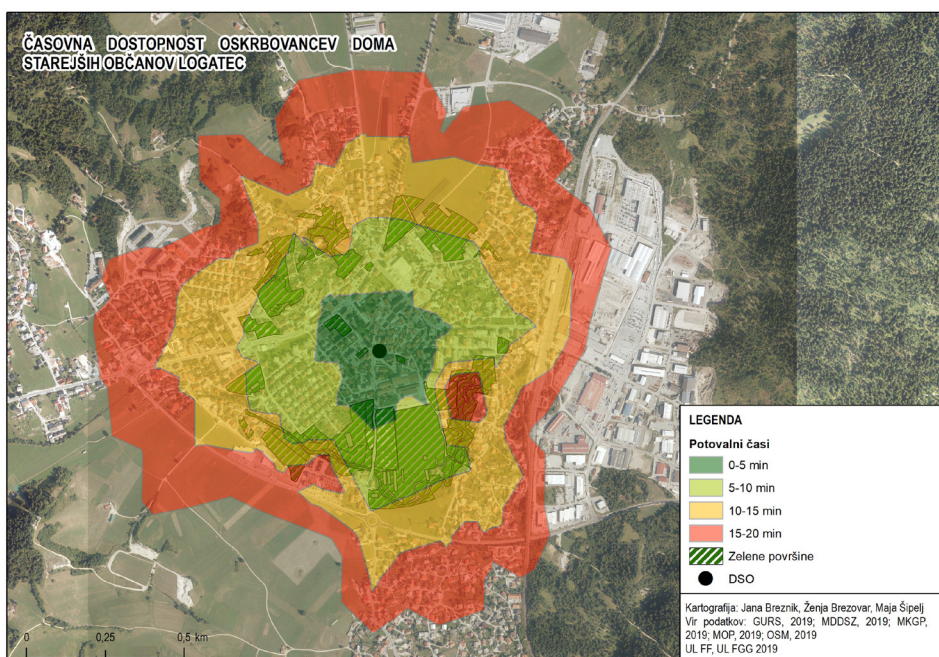 ČASOVNA DOSTOPNOST OSKRBOVANCEV DOMA
STAREJŠIH OBČANOV LOGATEC
LEGENDA
Potovalni časi
0-5 min
5-10 min
10-15 min
15-20 min
Zelene površine
DSO
Kartografija: Jana Breznik, Ženja Brezovar, Maja Šipelj
Vir podatkov: GURS, 2019; MDDSZ, 2019; MKGP,
2019; MOP, 2019; OSM, 2019
UL FF, UL FGG 2019
0 0,25 0,5 km